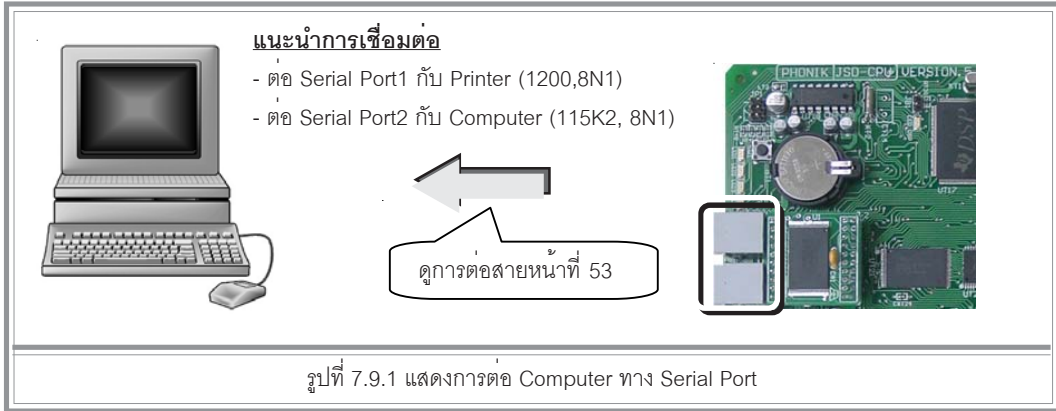 แนะนำการเชื่อมต่อ
- ต่อ Serial Port1 กับ Printer (1200,8N1)
- ต่อ Serial Port2 กับ Computer (115K2, 8N1)
PHONIK JSD-CPU VERSION.5
ดูการต่อสายหน้าที่ 53
รูปที่ 7.9.1 แสดงการต่อ Computer ทาง Serial Port